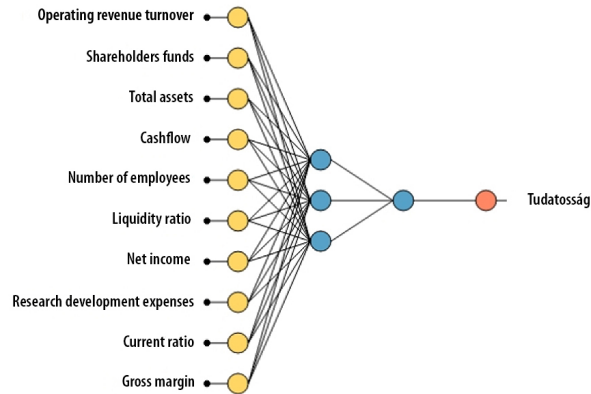 Operating revenue turnover
Shareholders funds
Total assets
Cashflow
Number of employees
Liquidity ratio
Net income
Research development expenses
Current ratio
Gross margin
Tudatosság